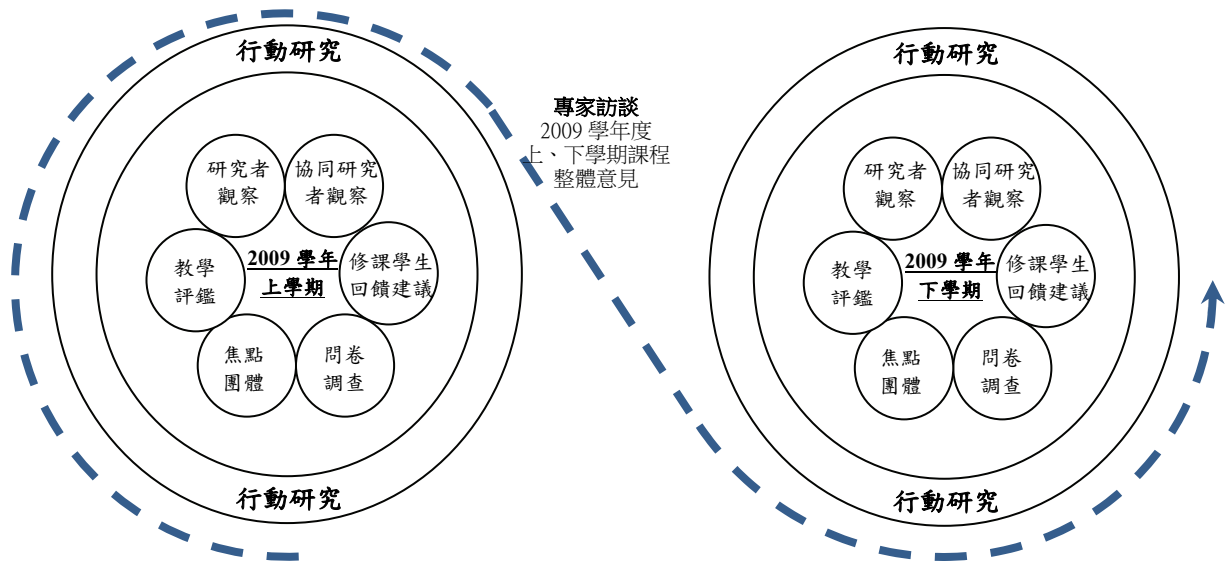 行動研究
研究者
觀察
協同研究
者觀察
教學
評鑑
2009 學年
上學期
修課學生
回饋建議
焦點
團體
問卷
調查
行動研究
專家訪談
2009 學年度
上、下學期課程
整體意見
行動研究
研究者
觀察
協同研究
者觀察
教學
評鑑
2009 學年
下學期
修課學生
回饋建議
焦點
團體
問卷
調查
行動研究